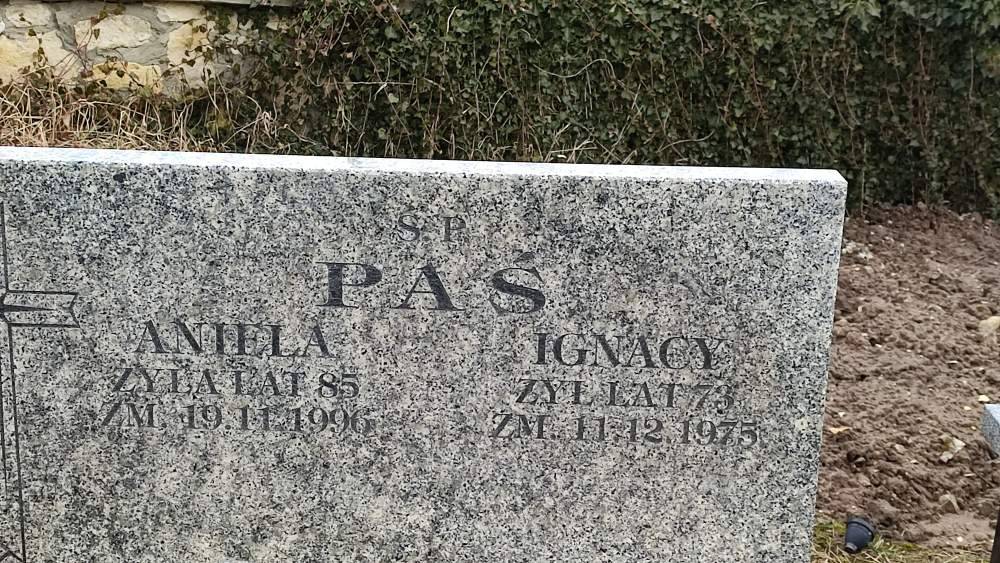 Ś.P.
PAŚ
ANIELA
ŻYŁA LAT 85
ZM. 19.11.1996
IGNACY
ŻYŁ LAT 73
ZM. 11.12.1975